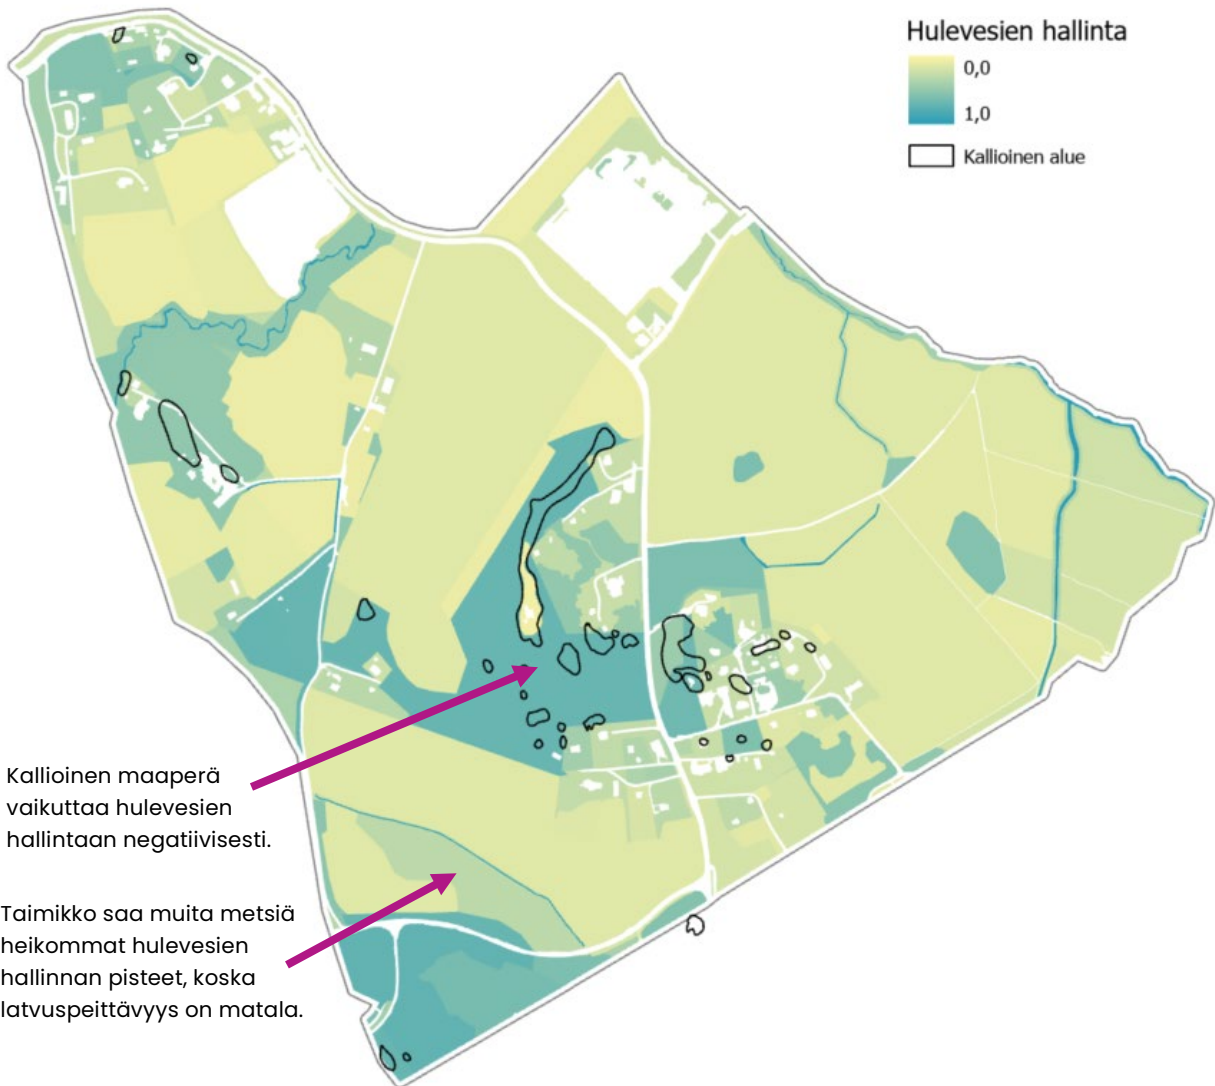 Hulevesien hallinta
0,0
1,0
Kallioinen alue
Kallioinen maaperä
vaikuttaa hulevesien
hallintaan negatiivisesti.
Taimikko saa muita metsiä
heikommat hulevesien
hallinnan pisteet, koska
latvuspeittävyys on matala.